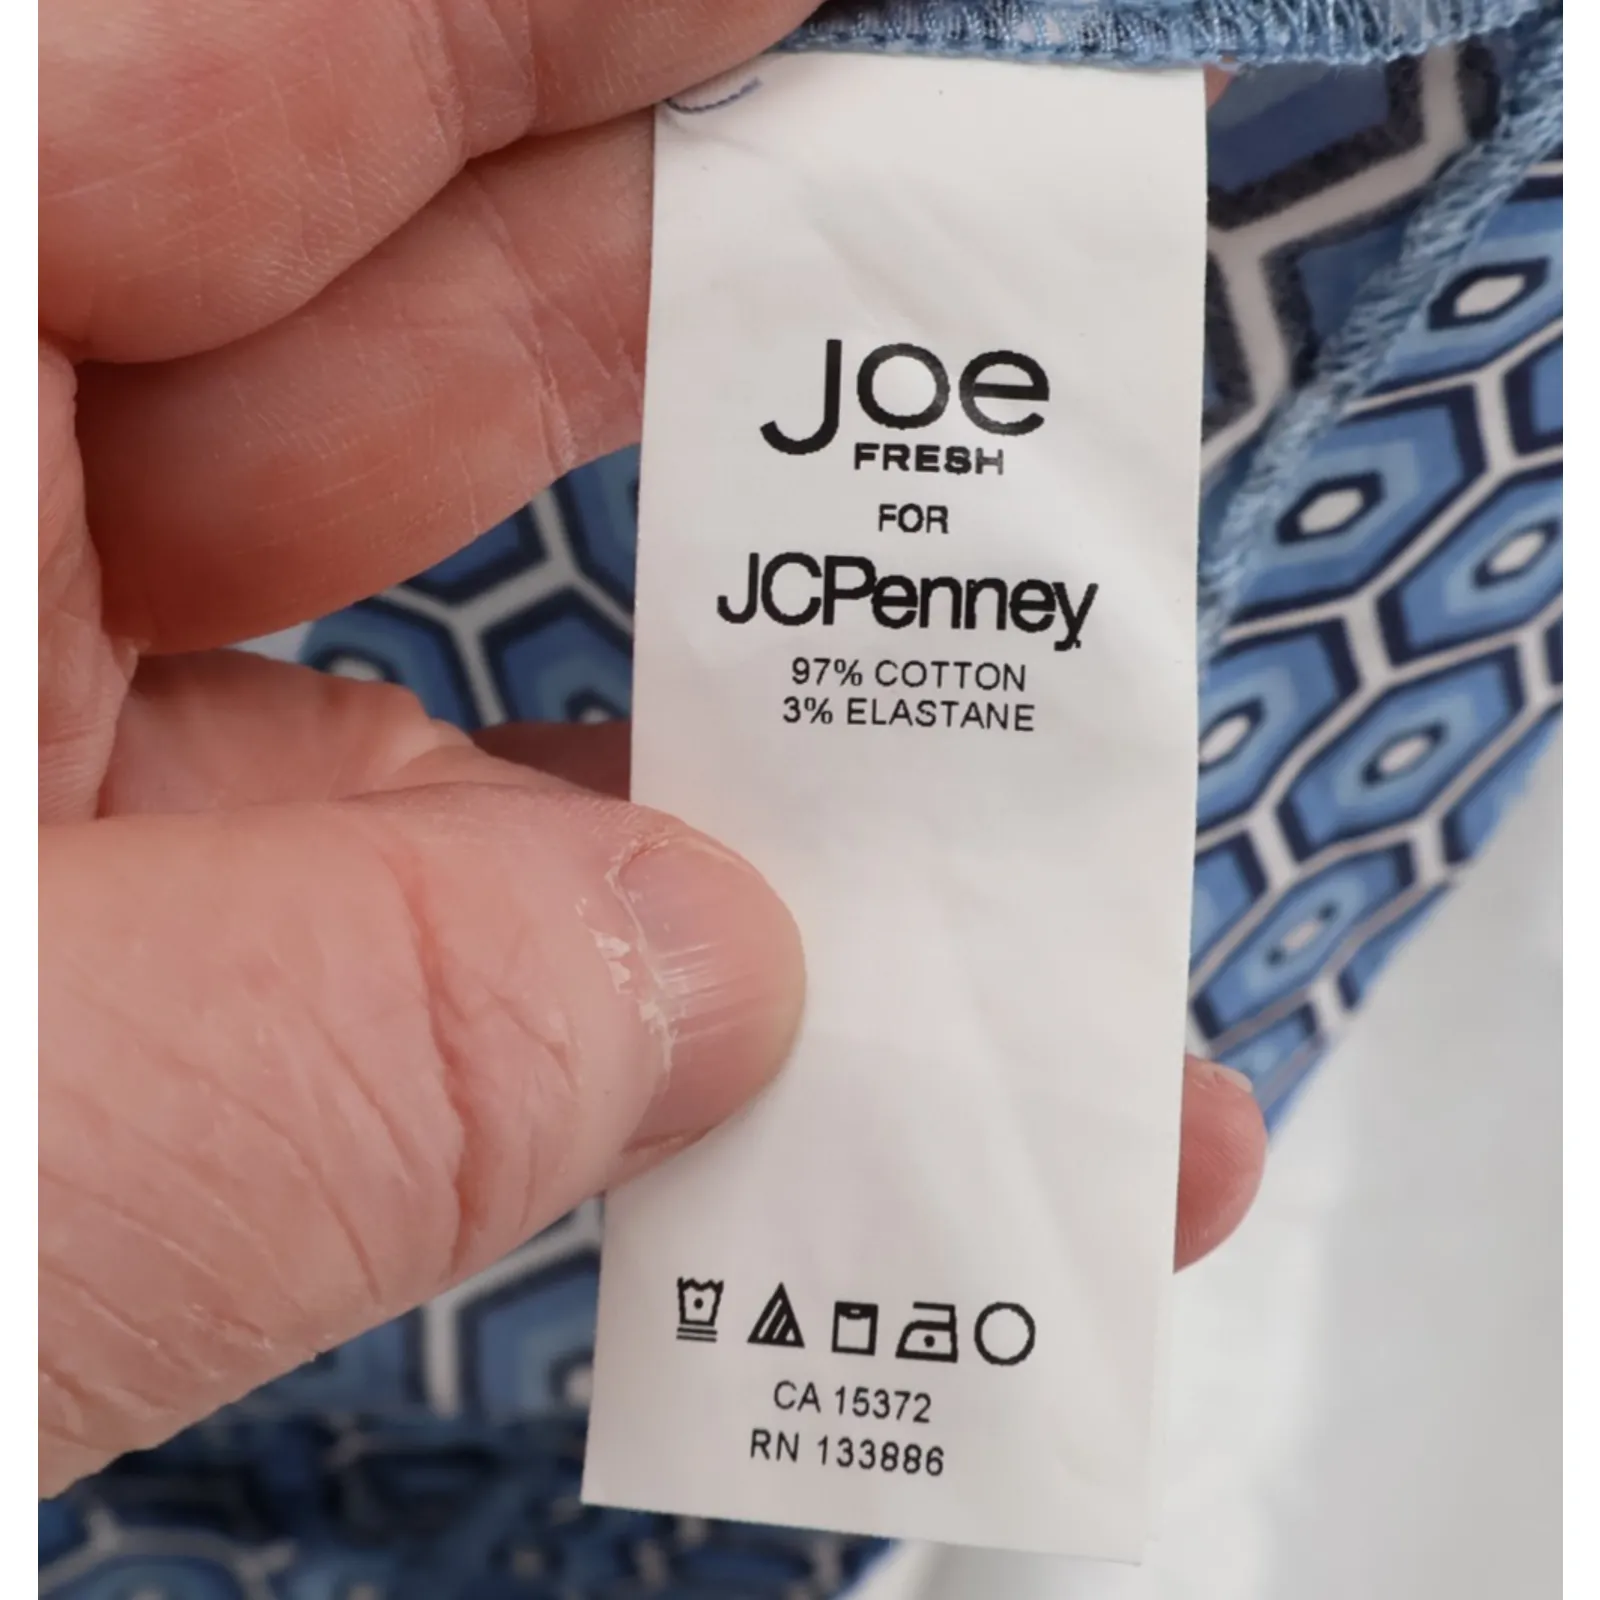 Joe
FRESH
FOR
JCPenney
97% COTTON
3% ELASTANE
CA 15372
RN 133886